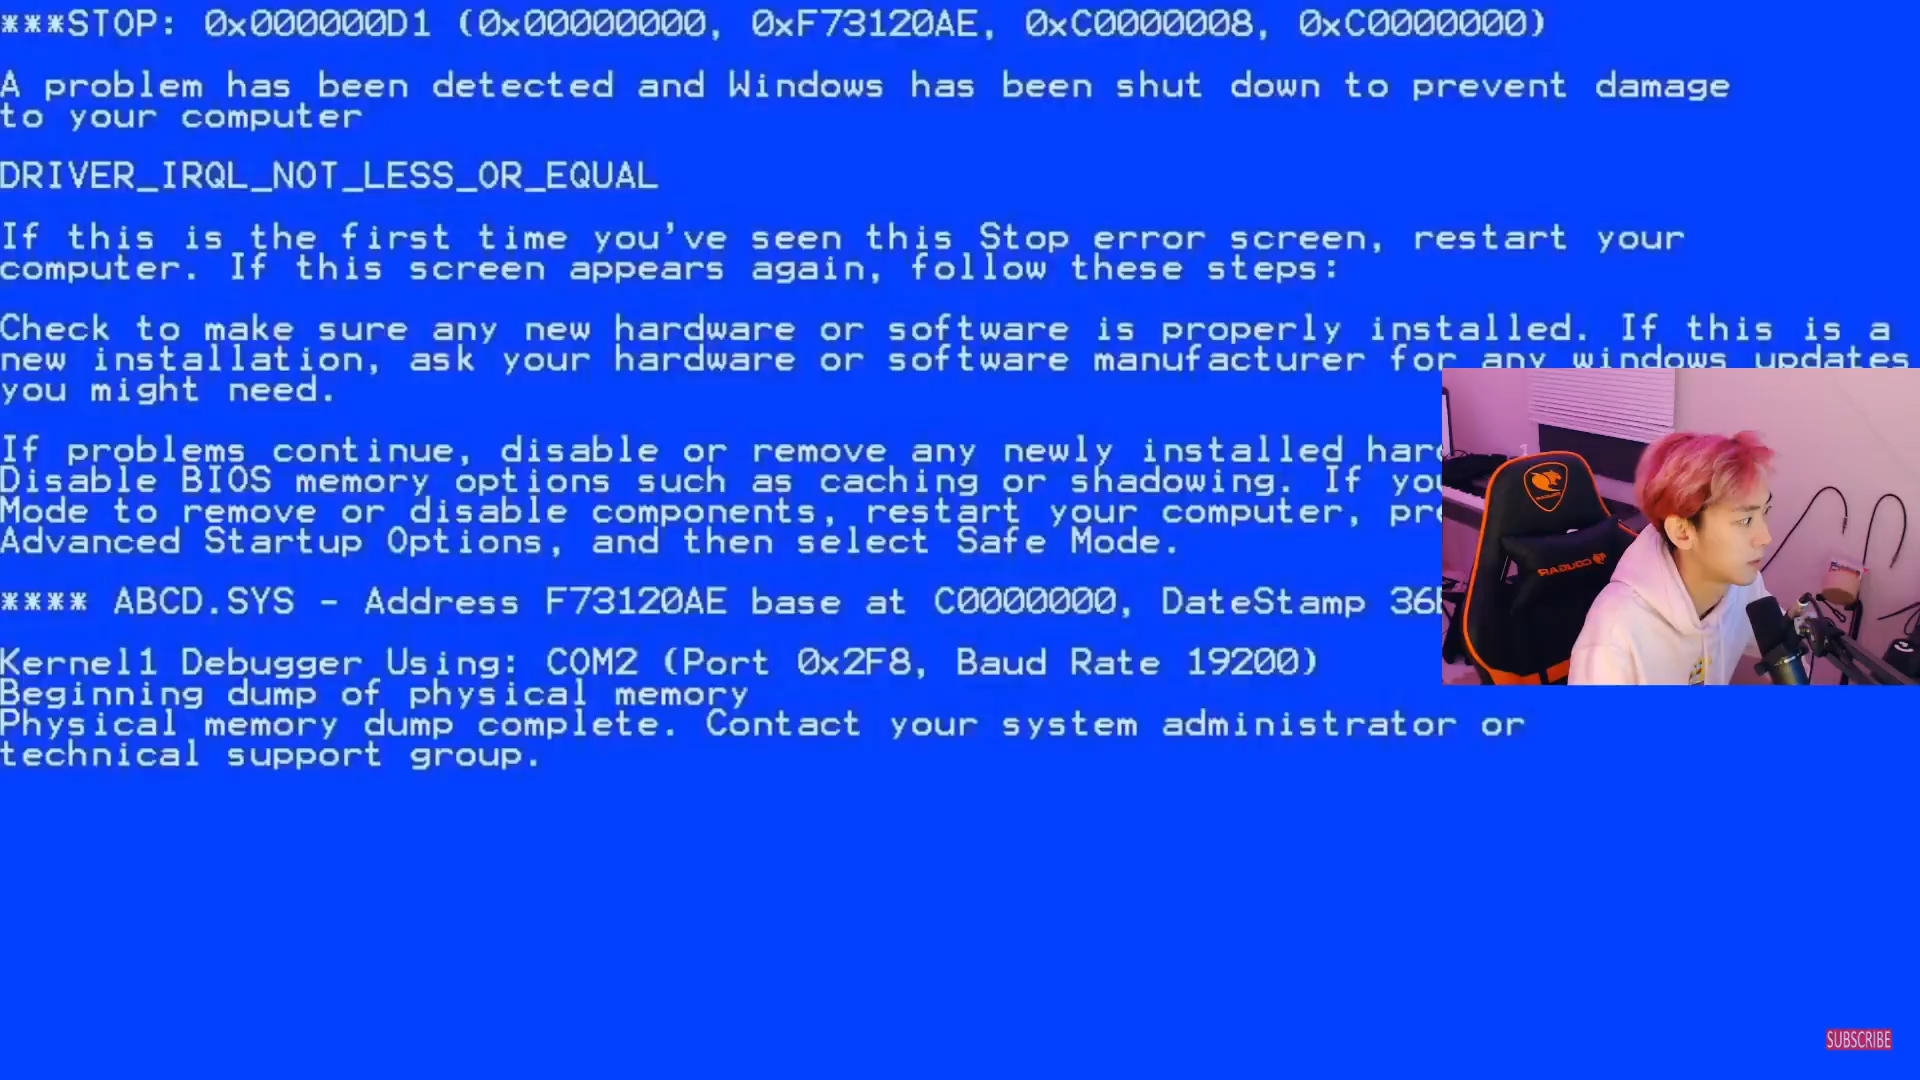 ***STOP: 0x000000D1 (0x00000000, 0xF73120AE, 0xC0000008, 0xC0000000)
A problem has been detected and Windows has been shut down to prevent damage
to your computer
DRIVER_IRQL_NOT_LESS_OR_EQUAL
If this is the first time you've seen this Stop error screen, restart your
computer. If this screen appears again, follow these steps:
Check to make sure any new hardware or software is properly installed. If this is a
new installation, ask your hardware or software manufacturer for any windows updates
you might need.
If problems continue, disable or remove any newly installed
Disable BIOS memory options such as caching or shadowing. If
Mode to remove or disable components, restart your computer,
Advanced Startup Options, and then select Safe Mode.
**** ABCD.SYS - Address F73120AE base at C0000000, DateStamp
Kernel1 Debugger Using: COM2 (Port 0x2F8, Baud Rate 19200)
Beginning dump of physical memory
Physical memory dump complete. Contact your system administrator or
technical support group.
COUGAR
SUBSCRIBE